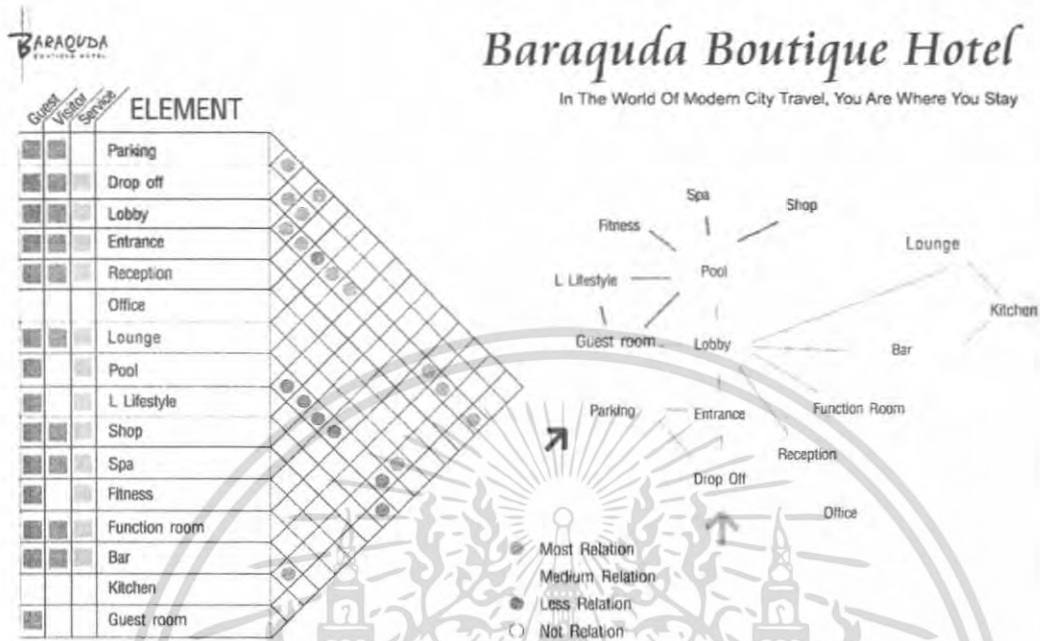 BARAQUDA
BOUTIQUE HOTEL
Baraquda Boutique Hotel
In The World Of Modern City Travel, You Are Where You Stay
Guest
Visitor
Service
ELEMENT
Parking
Drop off
Lobby
Entrance
Reception
Office
Lounge
Pool
L Lifestyle
Shop
Spa
Fitness
Function room
Bar
Kitchen
Guest room
Spa
Shop
Fitness
Lounge
Pool
L Lifestyle
Kitchen
Guest room
Lobby
Bar
Parking
Entrance
Function Room
Reception
Drop Off
Office
Most Relation
Medium Relation
Less Relation
Not Relation